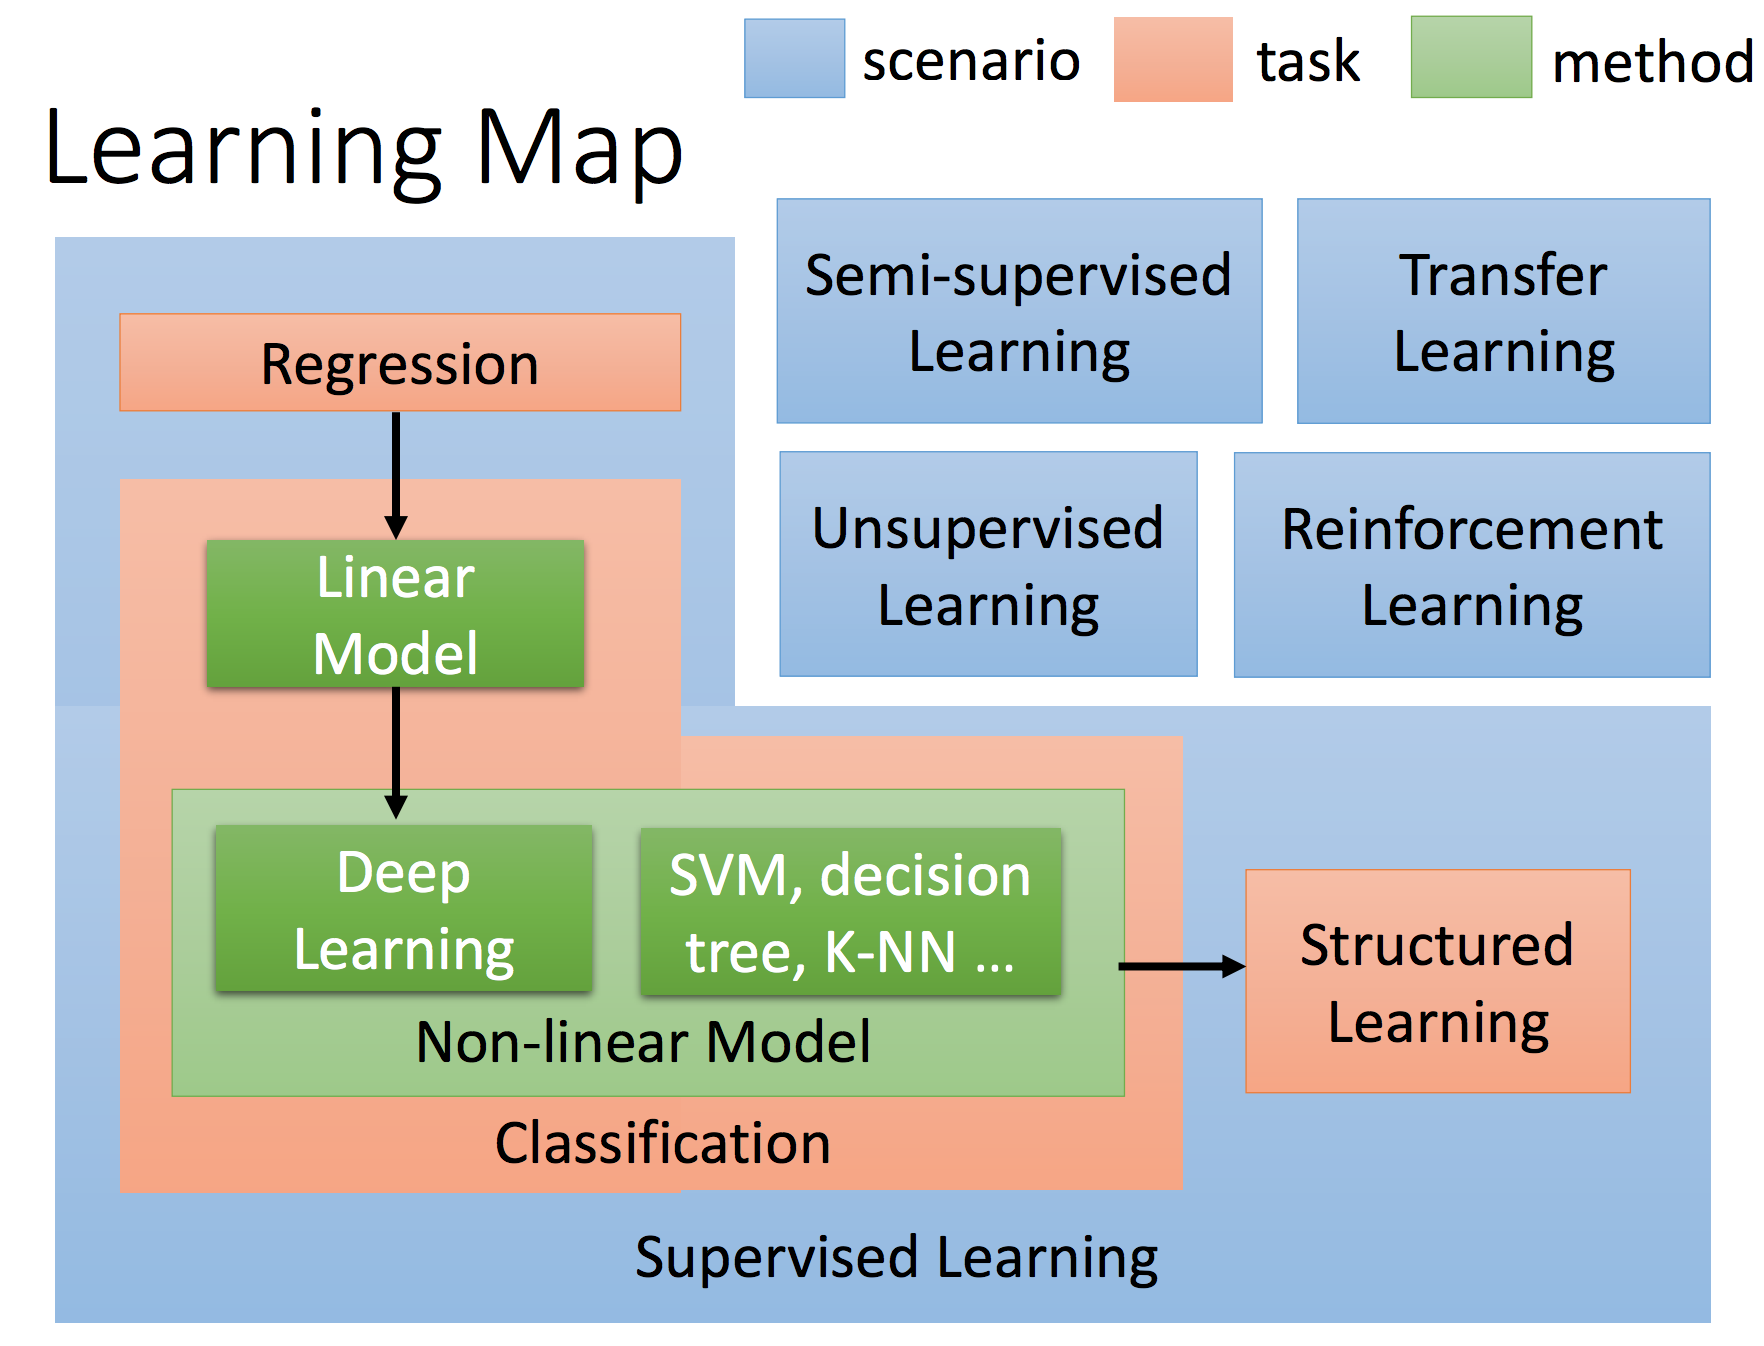 scenario
task
method
Learning Map
Semi-supervised
Learning
Transfer
Learning
Regression
Unsupervised
Learning
Reinforcement
Learning
Linear
Model
Deep
Learning
SVM, decision
tree, K-NN ...
Non-linear Model
Structured
Learning
Classification
Supervised Learning